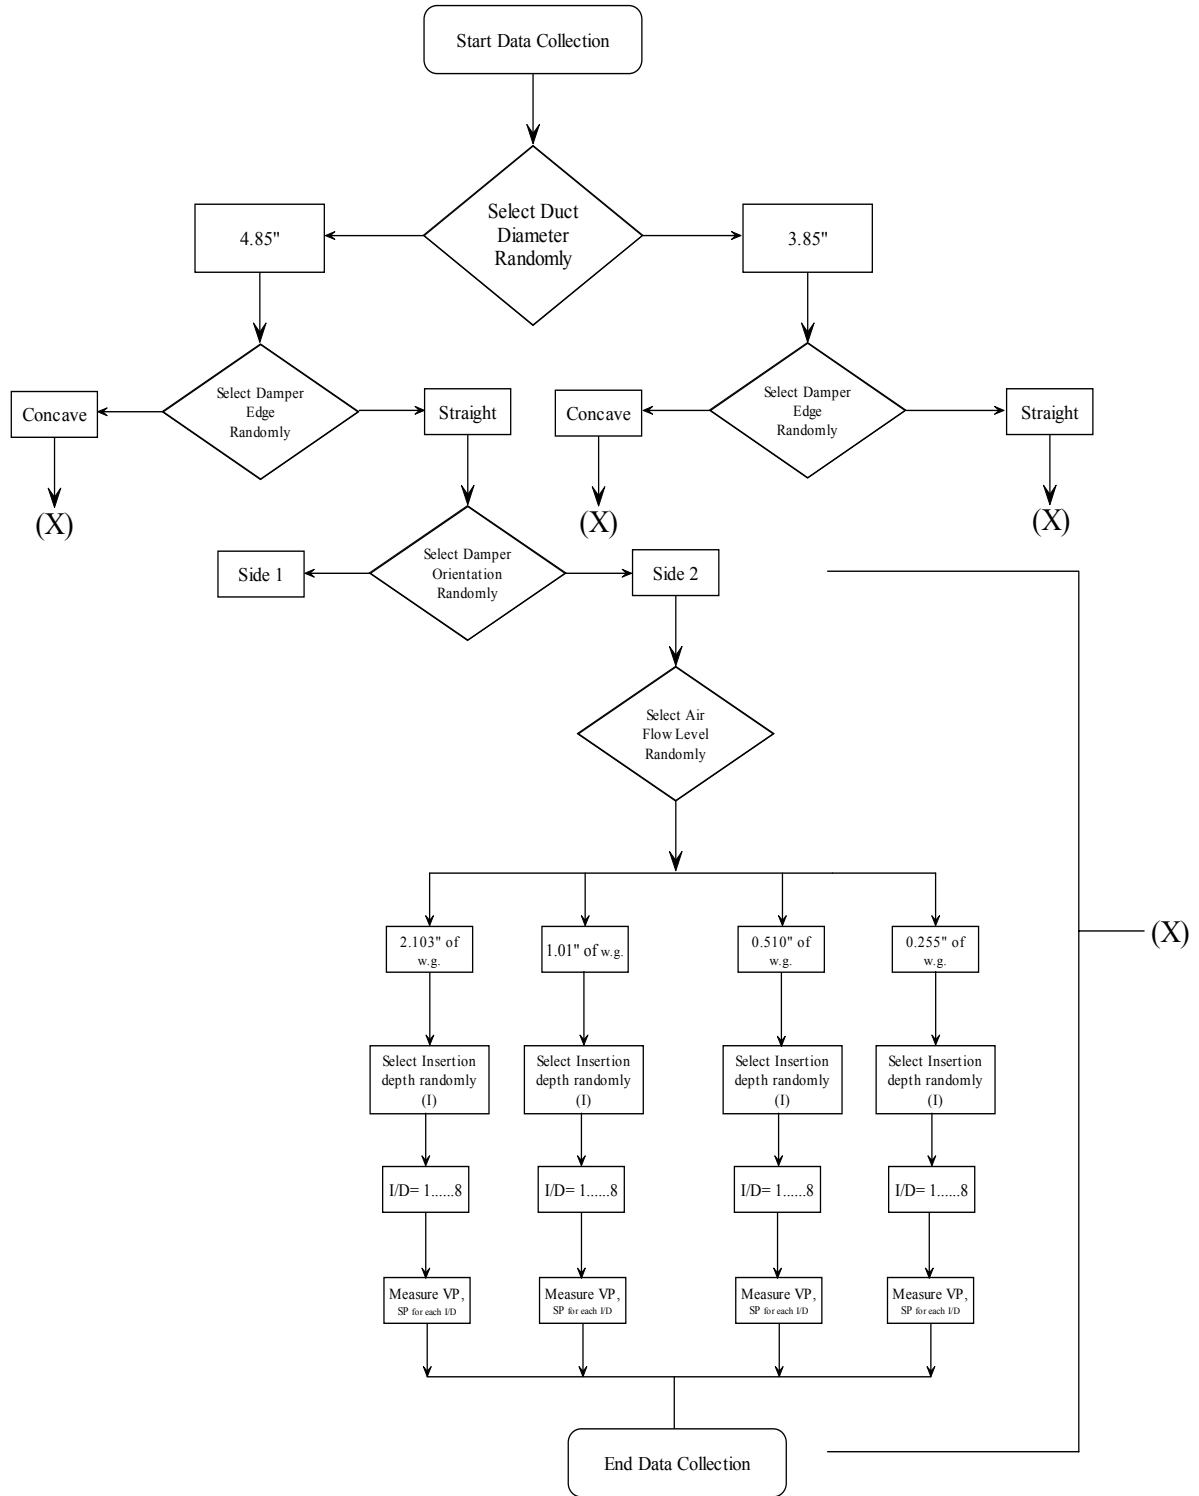 Start Data Collection
Select Duct
Diameter
Randomly
4.85"
3.85"
Select Damper
Edge
Randomly
Concave
Straight
Select Damper
Edge
Randomly
Concave
Straight
(X)
(X)
(X)
Select Damper
Orientation
Randomly
Side 1
Side 2
Select Air
Flow Level
Randomly
(X)
2.103" of
w.g.
1.01" of w.g.
0.510" of
w.g.
0.255" of
w.g.
Select Insertion
depth randomly
(I)
Select Insertion
depth randomly
(I)
Select Insertion
depth randomly
(I)
Select Insertion
depth randomly
(I)
I/D= 1......8
I/D= 1......8
I/D= 1......8
I/D= 1......8
Measure VP,
SP for each I/D
Measure VP,
SP for each I/D
Measure VP,
SP for each I/D
Measure VP,
SP for each I/D
End Data Collection